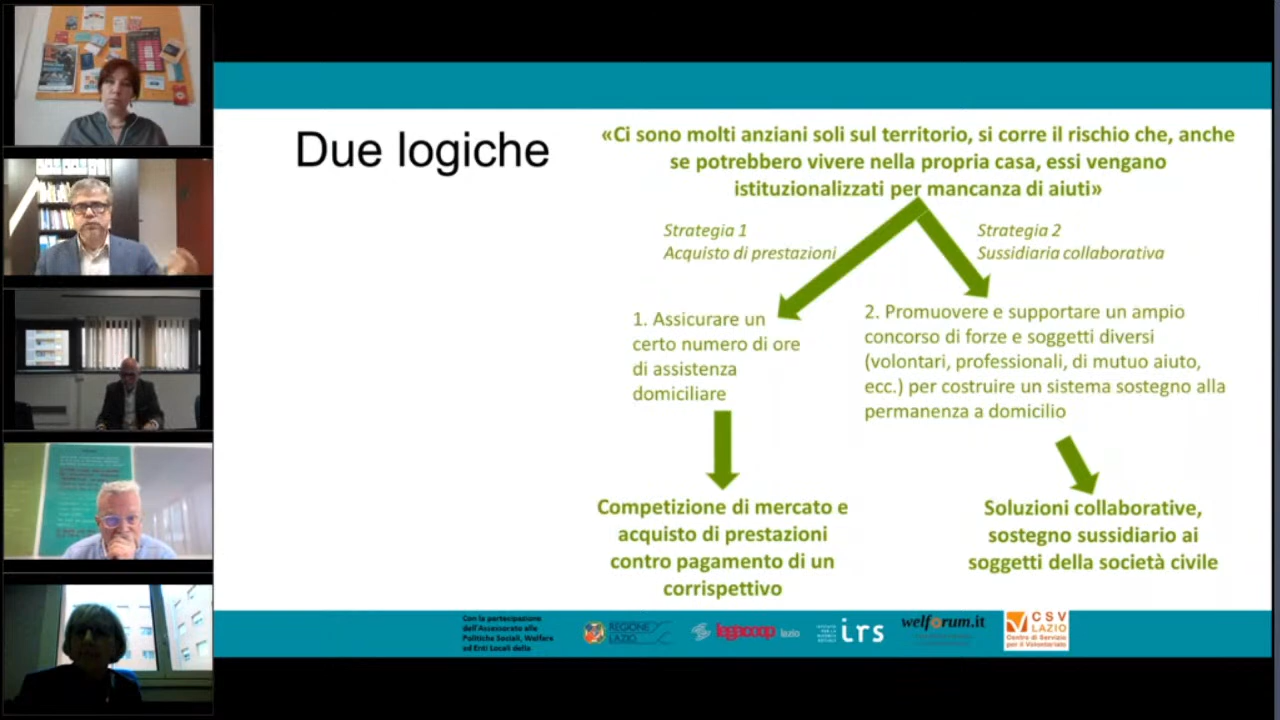 Due logiche
«Ci sono molti anziani soli sul territorio, si corre il rischio che, anche
se potrebbero vivere nella propria casa, essi vengano
istituzionalizzati per mancanza di aiuti»
Strategia 1
Acquisto di prestazioni
Strategia 2
Sussidiaria collaborativa
1. Assicurare un
certo numero di ore
di assistenza
domiciliare
2. Promuovere e supportare un ampio
concorso di forze e soggetti diversi
(volontari, professionali, di mutuo aiuto,
ecc.) per costruire un sistema sostegno alla
permanenza a domicilio
Competizione di mercato e
acquisto di prestazioni
contro pagamento di un
corrispettivo
Soluzioni collaborative,
sostegno sussidiario ai
soggetti della società civile
Con la partecipazione
dell'Assessorato alle
Politiche Sociali, Welfare
ed Enti Locali della
REGIONE
LAZIO
legacoop lazio
irs
welforum.it
CSV
LAZIO
Centro di Servizio
per il Volontariato